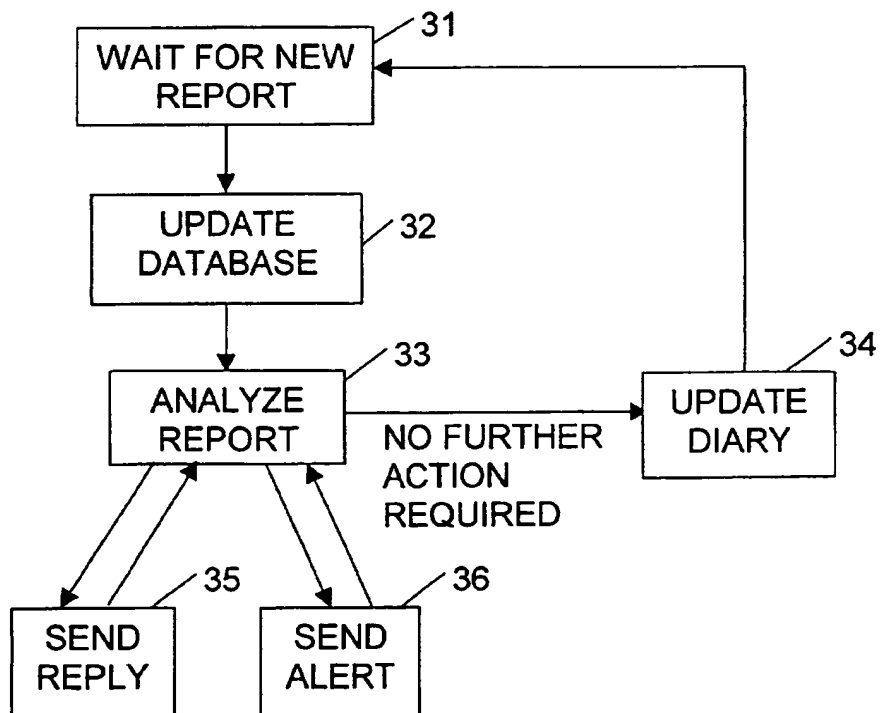 31
WAIT FOR NEW
REPORT
UPDATE
DATABASE
32
33
ANALYZE
REPORT
34
UPDATE
DIARY
NO FURTHER
ACTION
REQUIRED
35
SEND
REPLY
36
SEND
ALERT